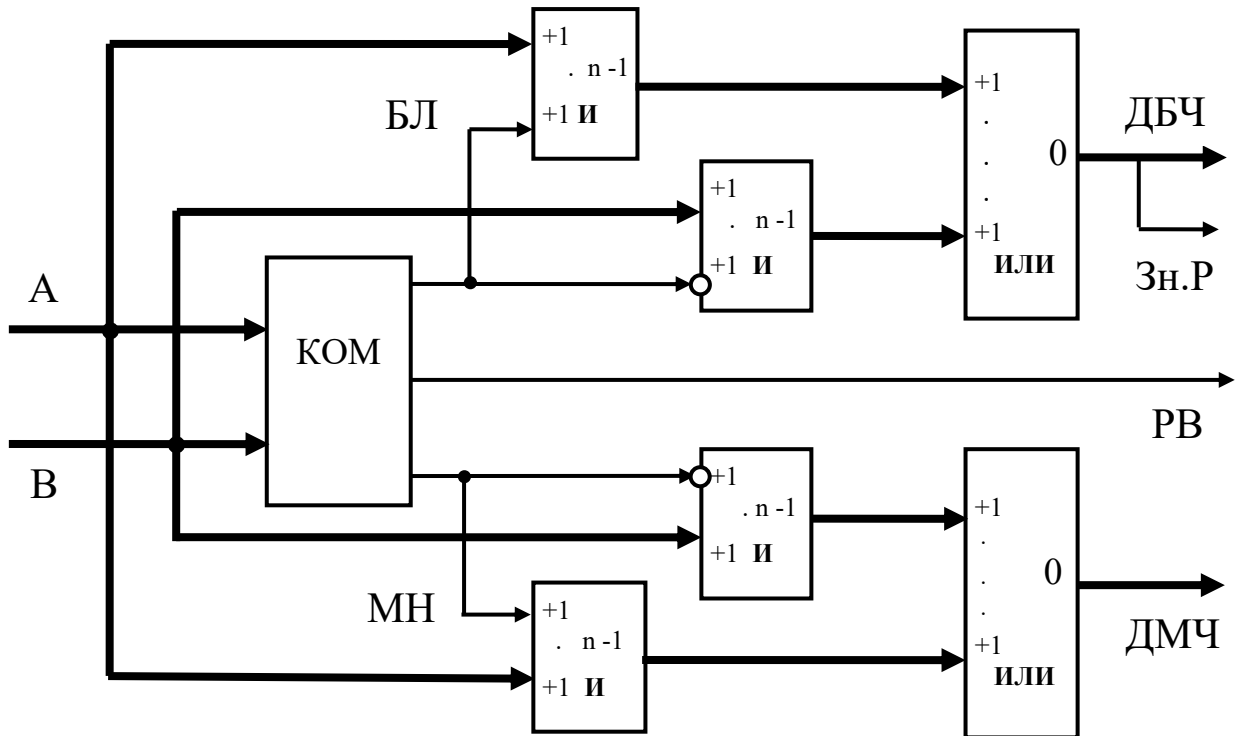 +1
. n -1
+1 И
БЛ
+1
.
.
.
+1
0
ИЛИ
ДБЧ
Зн.Р
+1
. n -1
+1 И
А
В
КОМ
РВ
+1
. n -1
+1 И
МН
+1
. n -1
+1 И
+1
.
.
.
+1
0
ИЛИ
ДМЧ